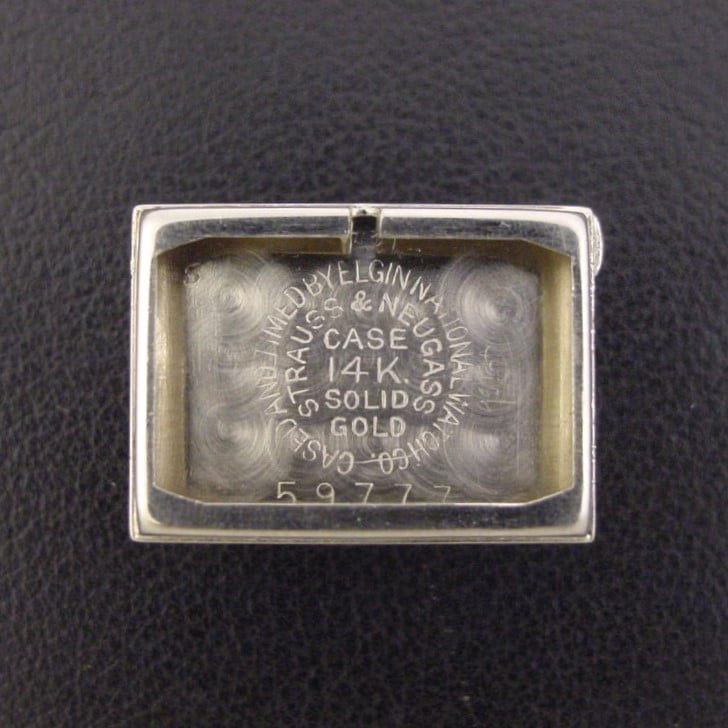 CASED AND TIMED BY ELGIN NATIONAL WATCH CO.
STRAUSS & NEUGASS
CASE
14K.
SOLID
GOLD
59777